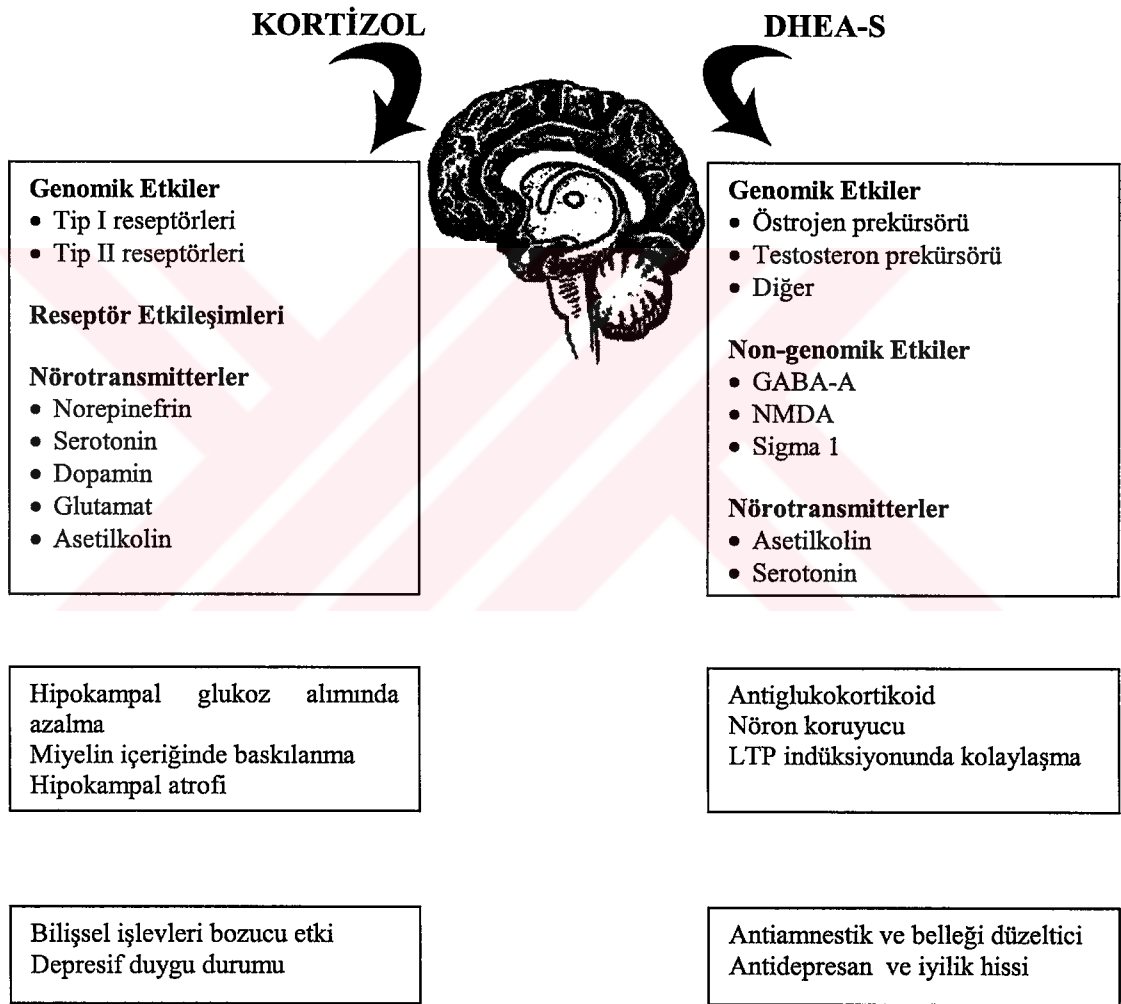 KORTİZOL
DHEA-S
Genomik Etkiler
• Tip I reseptörleri
• Tip II reseptörleri
Reseptör Etkileşimleri
Nörotransmitterler
• Norepinefrin
• Serotonin
• Dopamin
• Glutamat
• Asetilkolin
Genomik Etkiler
• Östrojen prekürsörü
• Testosteron prekürsörü
• Diğer
Non-genomik Etkiler
• GABA-A
• NMDA
• Sigma 1
Nörotransmitterler
• Asetilkolin
• Serotonin
Hipokampal glukoz alımında
azalma
Miyelin içeriğinde baskılanma
Hipokampal atrofi
Antiglukokortikoid
Nöron koruyucu
LTP indüksiyonunda kolaylaşma
Bilişsel işlevleri bozucu etki
Depresif duygu durumu
Antiamnestik ve belleği düzeltici
Antidepresan ve iyilik hissi